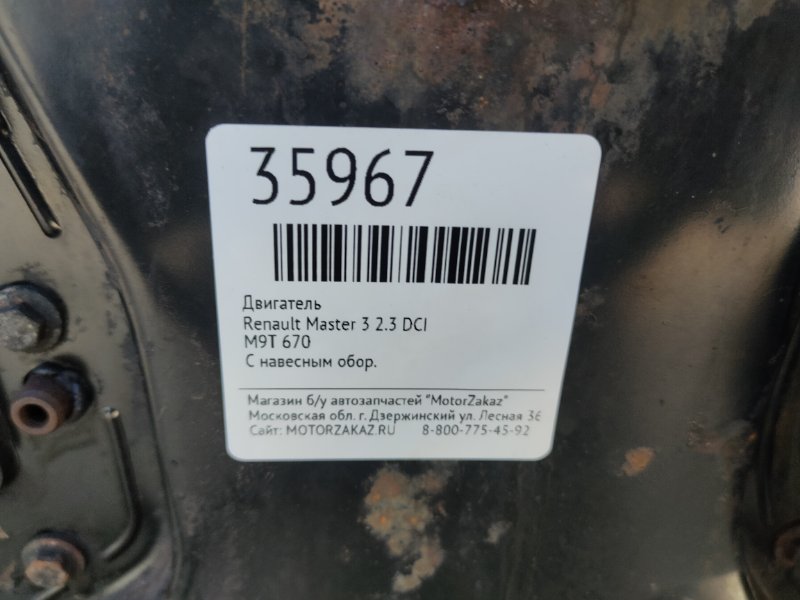 35967
Двигатель
Renault Master 3 2.3 DCI
M9T 670
С навесным обор.
Магазин б/у автозапчастей "MotorZakaz"
Московская обл. г. Дзержинский ул. Лесная 36
Сайт: MOTORZAKAZ.RU 8-800-775-45-92